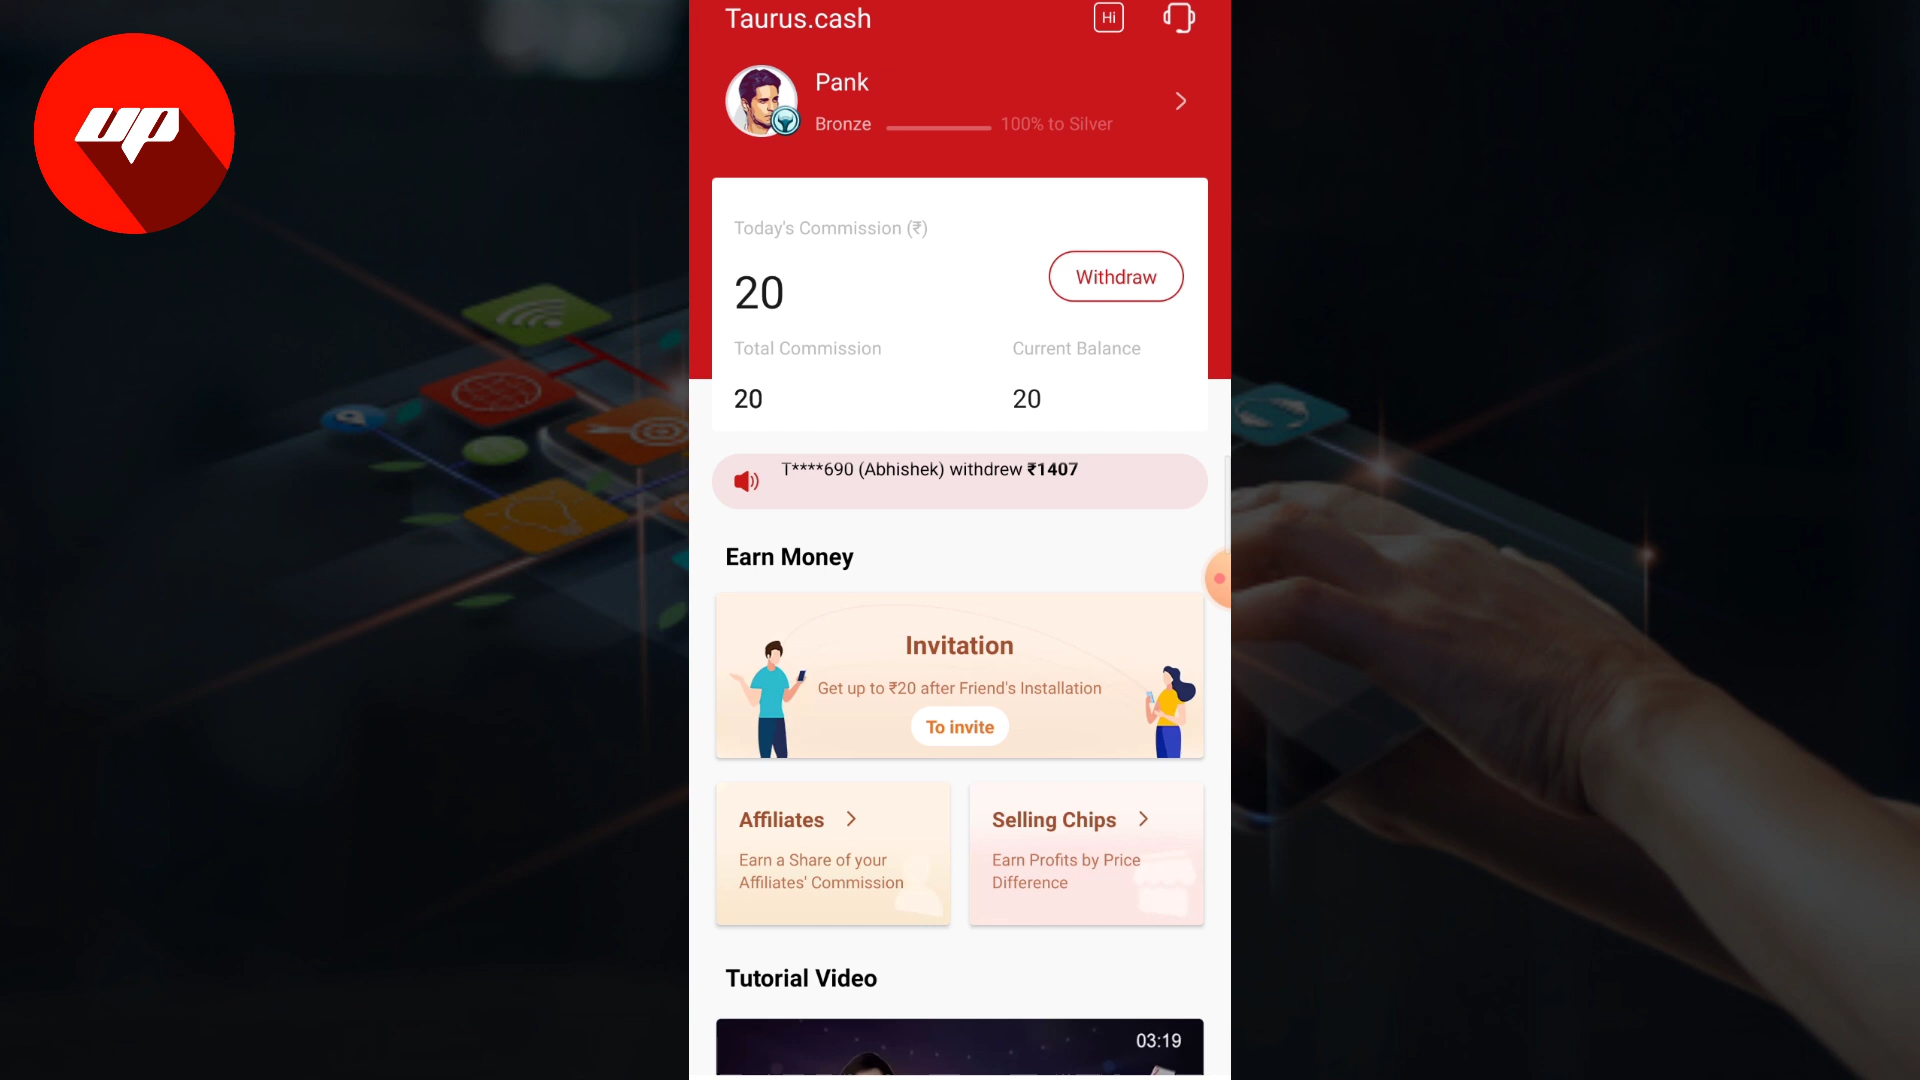 up
Taurus.cash
Hi
Pank
Bronze 100% to Silver
Today's Commission (₹)
20
Withdraw
Total Commission
Current Balance
20
20
T****690 (Abhishek) withdrew ₹1407
Earn Money
Invitation
Get up to ₹20 after Friend's Installation
To invite
Affiliates
Earn a Share of your
Affiliates' Commission
Selling Chips
Earn Profits by Price
Difference
Tutorial Video
03:19